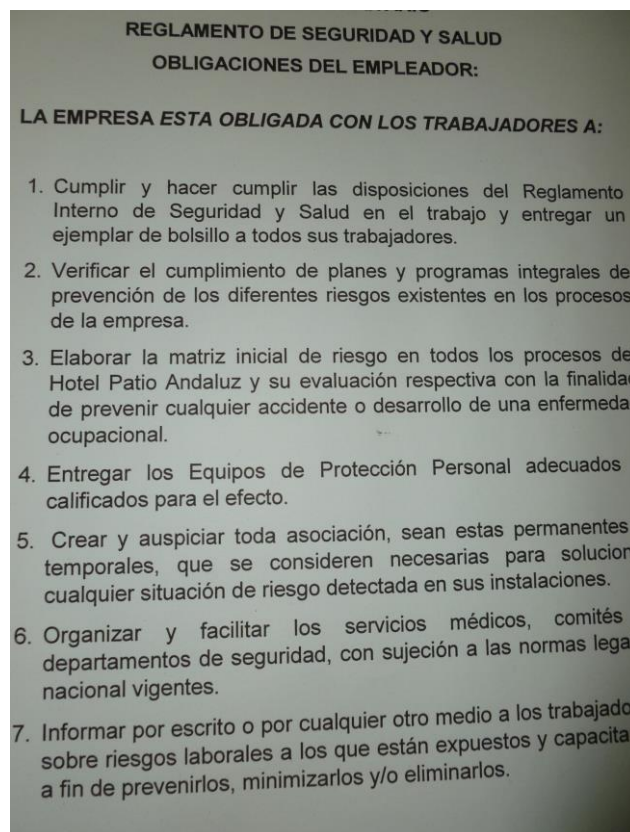 REGLAMENTO DE SEGURIDAD Y SALUD
OBLIGACIONES DEL EMPLEADOR:
LA EMPRESA ESTA OBLIGADA CON LOS TRABAJADORES A:
1. Cumplir y hacer cumplir las disposiciones del Reglamento
Interno de Seguridad y Salud en el trabajo y entregar un
ejemplar de bolsillo a todos sus trabajadores.
2. Verificar el cumplimiento de planes y programas integrales de
prevención de los diferentes riesgos existentes en los procesos
de la empresa.
3. Elaborar la matriz inicial de riesgo en todos los procesos de
Hotel Patio Andaluz y su evaluación respectiva con la finalida
de prevenir cualquier accidente o desarrollo de una enfermeda
ocupacional.
4. Entregar los Equipos de Protección Personal adecuados
calificados para el efecto.
5. Crear y auspiciar toda asociación, sean estas permanentes
temporales, que se consideren necesarias para solucion
cualquier situación de riesgo detectada en sus instalaciones.
6. Organizar y facilitar los servicios médicos, comités
departamentos de seguridad, con sujeción a las normas lega
nacional vigentes.
7. Informar por escrito o por cualquier otro medio a los trabajado
sobre riesgos laborales a los que están expuestos y capacita
a fin de prevenirlos, minimizarlos y/o eliminarlos.